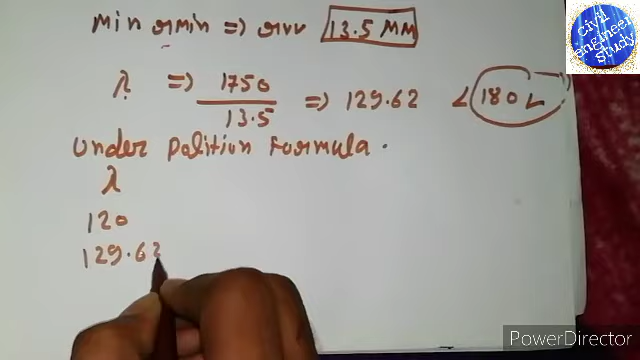 Min rmin => rvv 13.5 MM
civil engineer study
λ => 1750 / 13.5 => 129.62 < 180
Under Polition Formula.
λ
120
129.62
PowerDirector